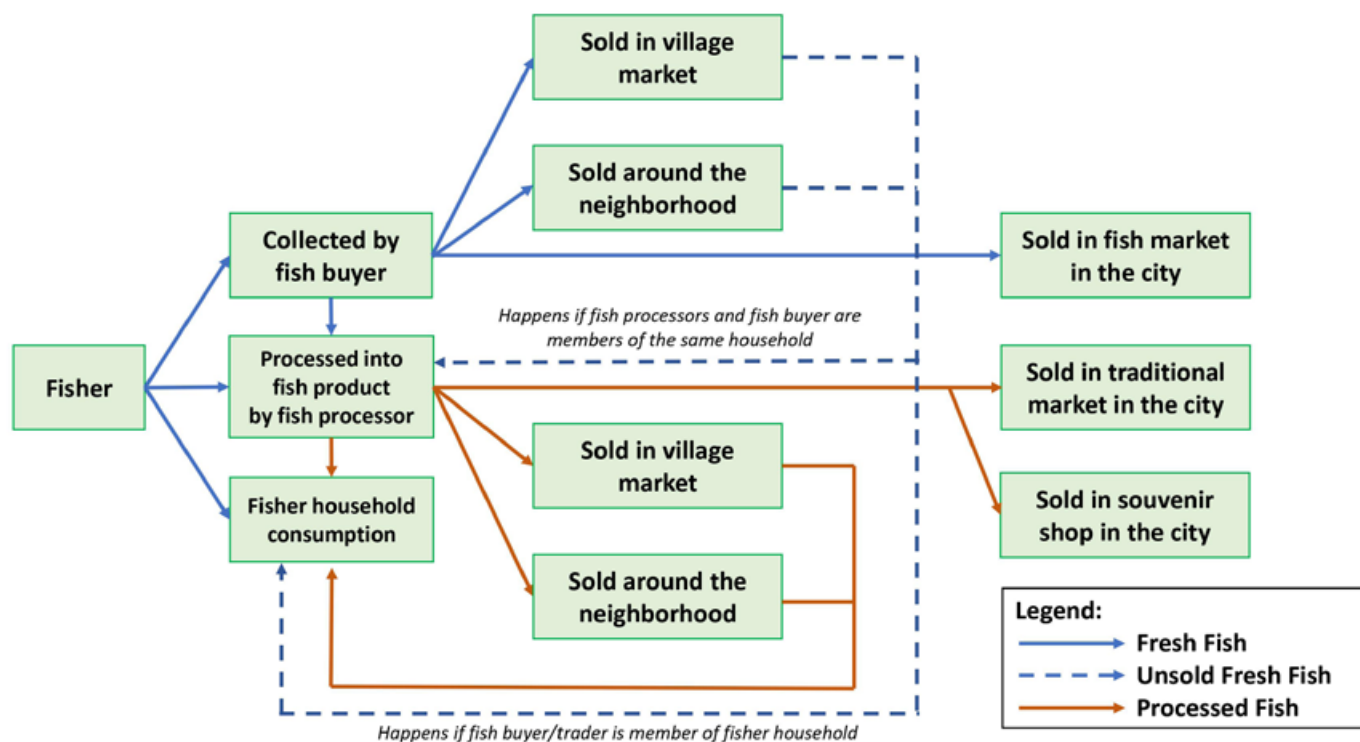 Sold in village
market
Sold around the
neighborhood
Collected by
fish buyer
Sold in fish market
in the city
Happens if fish processors and fish buyer are
members of the same household
Fisher
Processed into
fish product
by fish processor
Sold in traditional
market in the city
Sold in village
market
Fisher household
consumption
Sold in souvenir
shop in the city
Sold around the
neighborhood
Legend:
Fresh Fish
Unsold Fresh Fish
Processed Fish
Happens if fish buyer/trader is member of fisher household